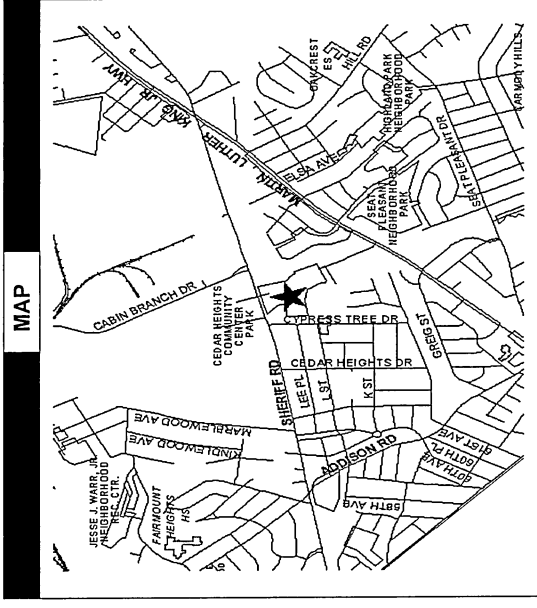 MAP
MARTIN LUTHER KING JR HWY
OAKCREST
ES
HILL RD
HIGHLAND PARK
NEIGHBORHOOD
PARK
CARMODY HILLS
ELSA AVE
SEAT
PLEASANT
NEIGHBORHOOD
PARK
SEAT PLEASANT DR
CABIN BRANCH DR
CEDAR HEIGHTS
COMMUNITY
CENTER
PARK
CYPRESS TREE DR
CEDAR HEIGHTS DR
GREIG ST
SHERIFF RD
LEE PL
L ST
K ST
MARBLEWOOD AVE
KINDLEWOOD AVE
ADDISON RD
61ST AVE
60TH PL
60TH AVE
58TH AVE
JESSE J. WARR, JR.
NEIGHBORHOOD
REC. CTR.
FAIRMOUNT
HEIGHTS
HS